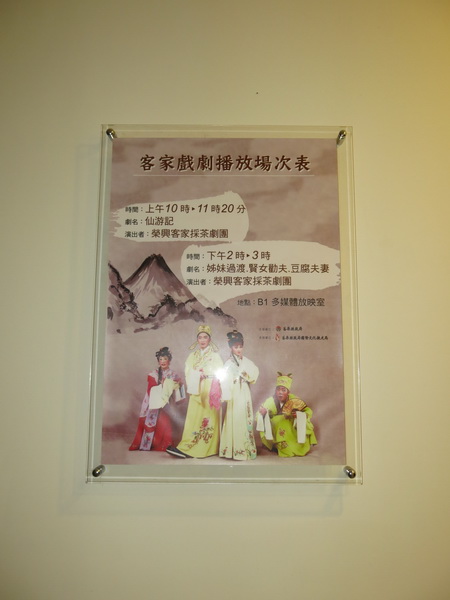 客家戲劇播放場次表
時間：上午10時▸11時20分
劇名：仙游記
演出者：榮興客家採茶劇團
時間：下午2時▸3時
劇名：姊妹過渡.賢女勸夫.豆腐夫妻
演出者：榮興客家採茶劇團
地點：B1 多媒體放映室